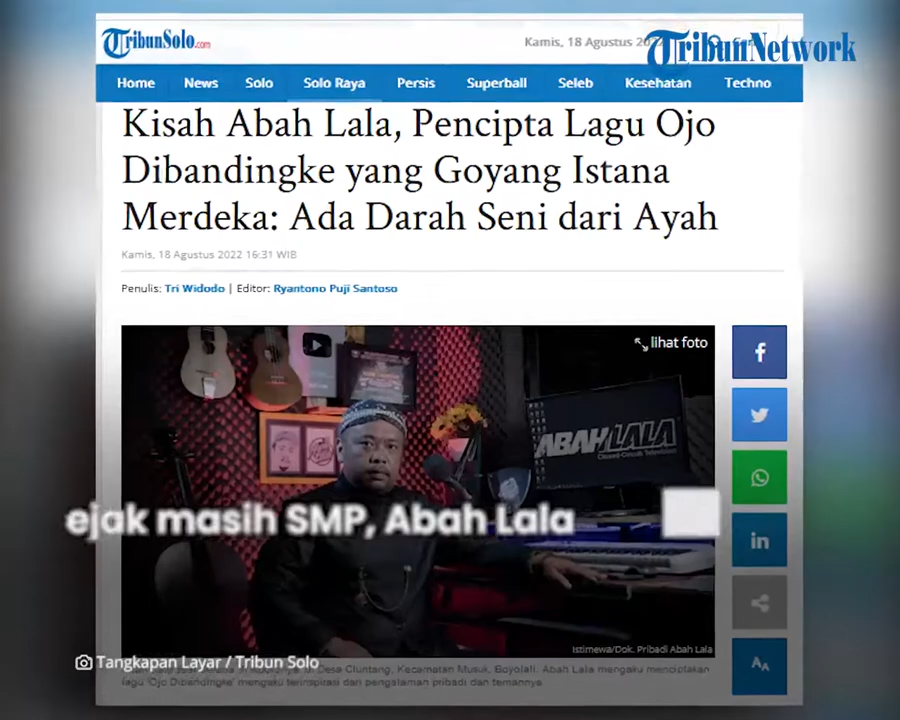 TribunSolo.com
Kamis, 18 Agustus
TribunNetwork
Home News Solo Solo Raya Persis Superball Seleb Kesehatan Techno
Kisah Abah Lala, Pencipta Lagu Ojo
Dibandingke yang Goyang Istana
Merdeka: Ada Darah Seni dari Ayah
Kamis, 18 Agustus 2022 16:31 WIB
Penulis: Tri Widodo | Editor: Ryantono Puji Santoso
lihat foto
ABAH LALA
ejak masih SMP, Abah Lala
Istimewa/Dok. Pribadi Abah Lala
Tangkapan Layar / Tribun Solo
Desa Cluntang, Kecamatan Musuk, Boyolali. Abah Lala mengaku menciptakan
lagu 'Ojo Dibandingke' mengaku terinspirasi dari pengalaman pribadi dan temannya.
f
in
AA